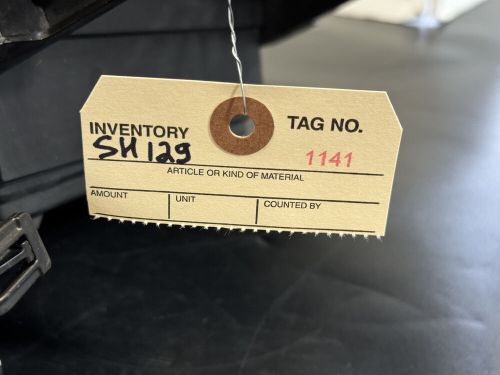 INVENTORY TAG NO.
SH129 1141
ARTICLE OR KIND OF MATERIAL
AMOUNT UNIT COUNTED BY